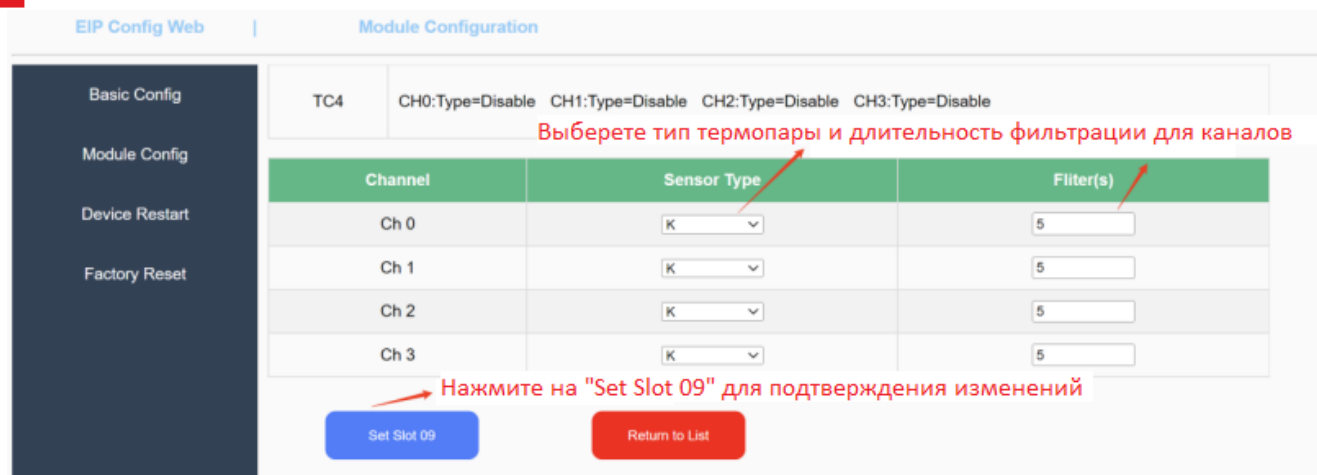 EIP Config Web | Module Configuration
Basic Config
Module Config
Device Restart
Factory Reset
TC4 CH0:Type=Disable CH1:Type=Disable CH2:Type=Disable CH3:Type=Disable
Выберете тип термопары и длительность фильтрации для каналов
Channel Sensor Type Fliter(s)
Ch 0 K 5
Ch 1 K 5
Ch 2 K 5
Ch 3 K 5
Нажмите на "Set Slot 09" для подтверждения изменений
Set Slot 09 Return to List